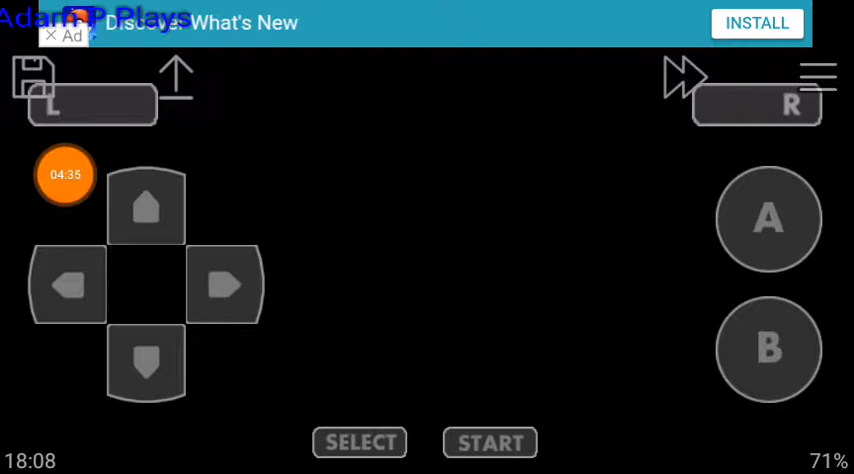 Adam P Plays
Discover What's New
INSTALL
Ad
L
R
04:35
A
B
SELECT
START
18:08
71%